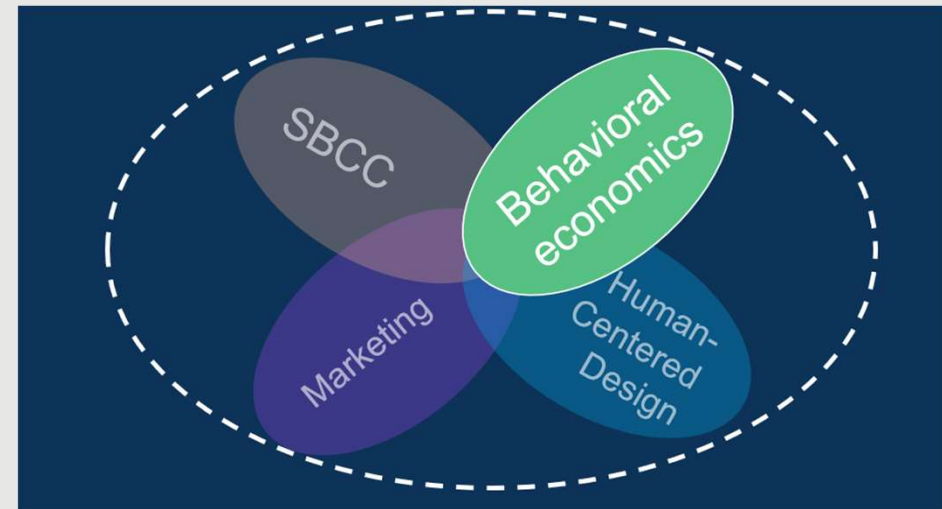 SBCC
Behavioral
economics
Marketing
Human-
Centered
Design